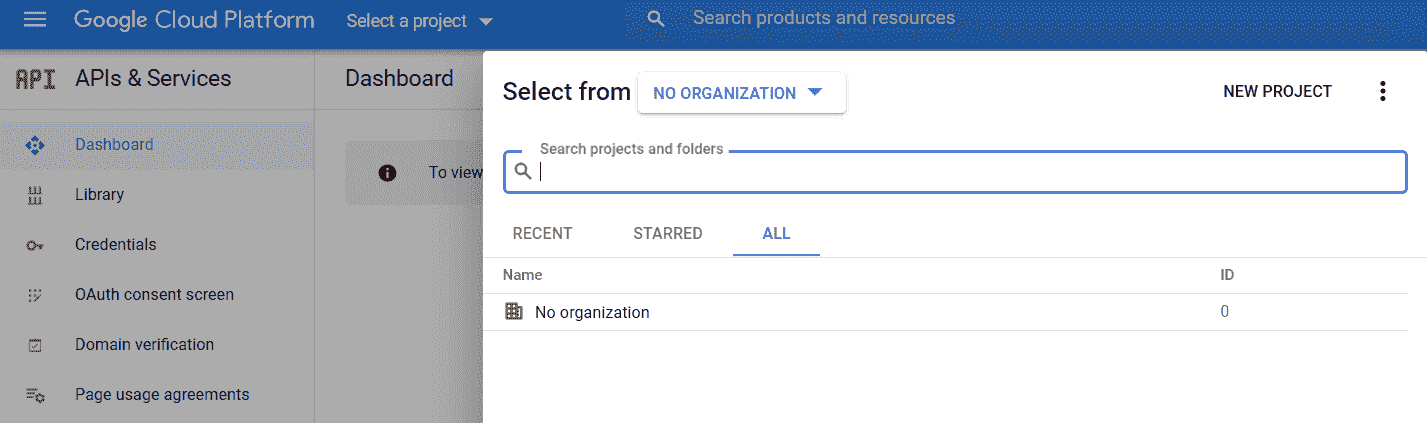 Google Cloud Platform
Select a project
Search products and resources
API
APIs & Services
Dashboard
Dashboard
Library
Credentials
OAuth consent screen
Domain verification
Page usage agreements
To view
Select from
NO ORGANIZATION
NEW PROJECT
Search projects and folders
RECENT
STARRED
ALL
Name
ID
No organization
0